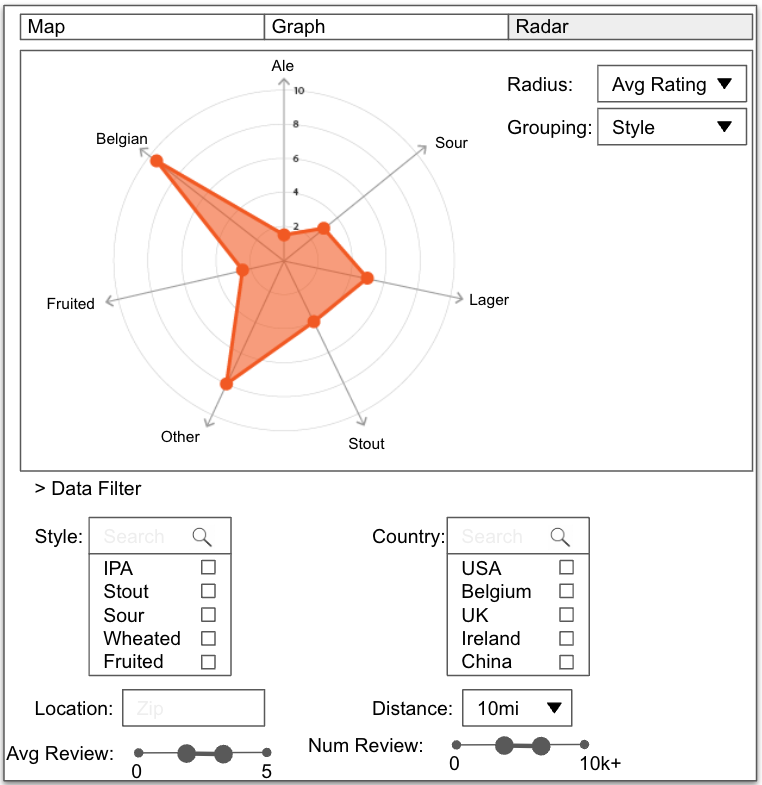 Map Graph Radar
Ale
Radius: Avg Rating
10
Grouping: Style
8
Belgian
Sour
6
4
2
Fruited
Lager
Other
Stout
> Data Filter
Style: Search
Country: Search
IPA
USA
Stout
Belgium
Sour
UK
Wheated
Ireland
Fruited
China
Location: Zip
Distance: 10mi
Avg Review:
Num Review:
0 5
0 10k+